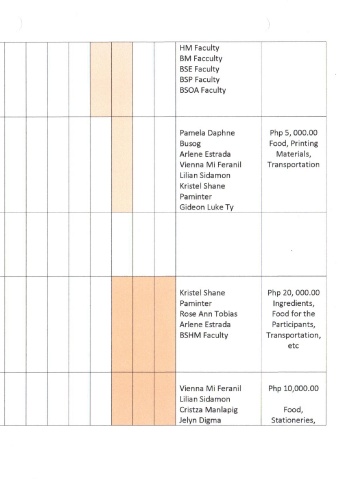 HM Faculty
BM Facculty
BSE Faculty
BSP Faculty
BSOA Faculty
Pamela Daphne
Busog
Arlene Estrada
Vienna Mi Feranil
Lilian Sidamon
Kristel Shane
Paminter
Gideon Luke Ty
Php 5, 000.00
Food, Printing
Materials,
Transportation
Kristel Shane
Paminter
Rose Ann Tobias
Arlene Estrada
BSHM Faculty
Php 20, 000.00
Ingredients,
Food for the
Participants,
Transportation,
etc
Vienna Mi Feranil
Lilian Sidamon
Cristza Manlapig
Jelyn Digma
Php 10,000.00
Food,
Stationeries,